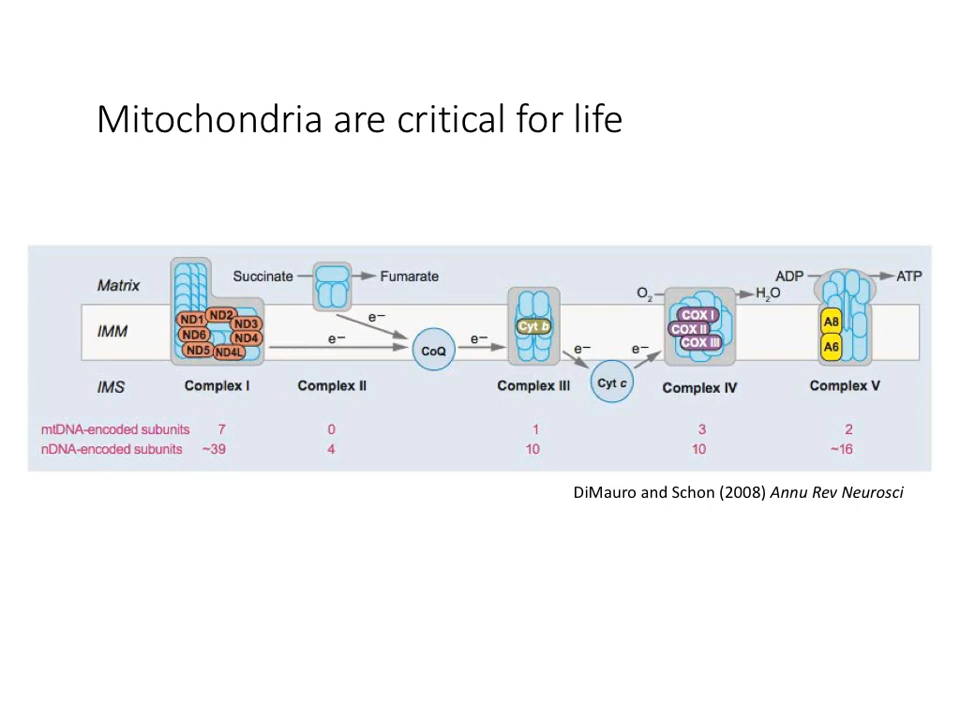 Mitochondria are critical for life
Matrix
Succinate
Fumarate
ADP
ATP
O2
H2O
IMM
ND1
ND2
ND3
ND6
ND4
ND5
ND4L
e–
e–
CoQ
e–
Cyt b
e–
Cyt c
e–
COX I
COX II
COX III
A8
A6
IMS
Complex I
Complex II
Complex III
Complex IV
Complex V
mtDNA-encoded subunits 7 0 1 3 2
nDNA-encoded subunits ~39 4 10 10 ~16
DiMauro and Schon (2008) Annu Rev Neurosci